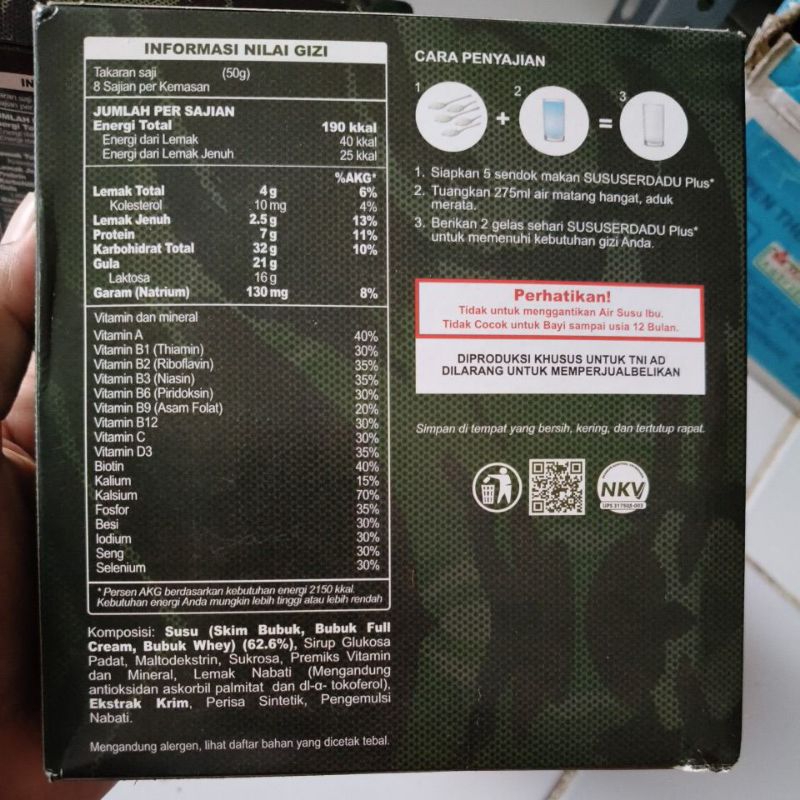 INFORMASI NILAI GIZI
Takaran saji (50g)
8 Sajian per Kemasan
JUMLAH PER SAJIAN
Energi Total 190 kkal
Energi dari Lemak 40 kkal
Energi dari Lemak Jenuh 25 kkal
%AKG*
Lemak Total 4 g 6%
Kolesterol 10 mg 4%
Lemak Jenuh 2.5 g 13%
Protein 7 g 11%
Karbohidrat Total 32 g 10%
Gula 21 g
Laktosa 16 g
Garam (Natrium) 130 mg 8%
Vitamin dan mineral
Vitamin A 40%
Vitamin B1 (Thiamin) 30%
Vitamin B2 (Riboflavin) 35%
Vitamin B3 (Niasin) 35%
Vitamin B6 (Piridoksin) 30%
Vitamin B9 (Asam Folat) 20%
Vitamin B12 30%
Vitamin C 30%
Vitamin D3 35%
Biotin 40%
Kalium 15%
Kalsium 70%
Fosfor 35%
Besi 30%
Iodium 30%
Seng 30%
Selenium 30%
*Persen AKG berdasarkan kebutuhan energi 2150 kkal.
Kebutuhan energi Anda mungkin lebih tinggi atau lebih rendah
Komposisi: Susu (Skim Bubuk, Bubuk Full
Cream, Bubuk Whey) (62.6%), Sirup Glukosa
Padat, Maltodekstrin, Sukrosa, Premiks Vitamin
dan Mineral, Lemak Nabati (Mengandung
antioksidan askorbil palmitat dan dl-α- tokoferol),
Ekstrak Krim, Perisa Sintetik, Pengemulsi
Nabati.
Mengandung alergen, lihat daftar bahan yang dicetak tebal.
CARA PENYAJIAN
1 2 3
+ =
1. Siapkan 5 sendok makan SUSUSERDADU Plus*
2. Tuangkan 275ml air matang hangat, aduk
merata.
3. Berikan 2 gelas sehari SUSUSERDADU Plus*
untuk memenuhi kebutuhan gizi Anda.
Perhatikan!
Tidak untuk menggantikan Air Susu Ibu.
Tidak Cocok untuk Bayi sampai usia 12 Bulan.
DIPRODUKSI KHUSUS UNTUK TNI AD
DILARANG UNTUK MEMPERJUALBELIKAN
Simpan di tempat yang bersih, kering, dan tertutup rapat.
NKV